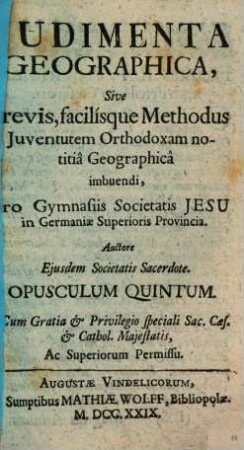 UDIMENTA
GEOGRAPHICA,
Sive
revis, facilísque Methodus
Juventutem Orthodoxam no-
titiâ Geographicâ
imbuendi,
ro Gymnasiis Societatis JESU
in Germaniæ Superioris Provincia.
Auctore
Ejusdem Societatis Sacerdote.
OPUSCULUM QUINTUM.
Cum Gratia & Privilegio speciali Sac. Cæs.
& Cathol. Majestatis,
Ac Superiorum Permissu.
AUGUSTÆ VINDELICORUM,
Sumptibus MATHIÆ WOLFF, Bibliopolæ.
M. DCC. XXIX.